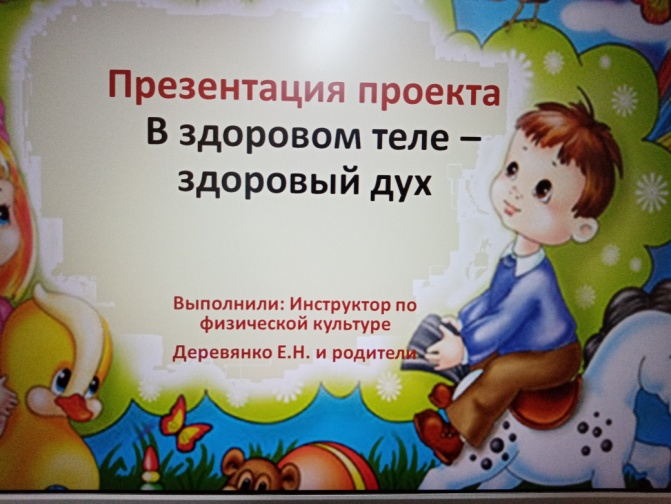 Презентация проекта
В здоровом теле –
здоровый дух
Выполнили: Инструктор по
физической культуре
Деревянко Е.Н. и родители